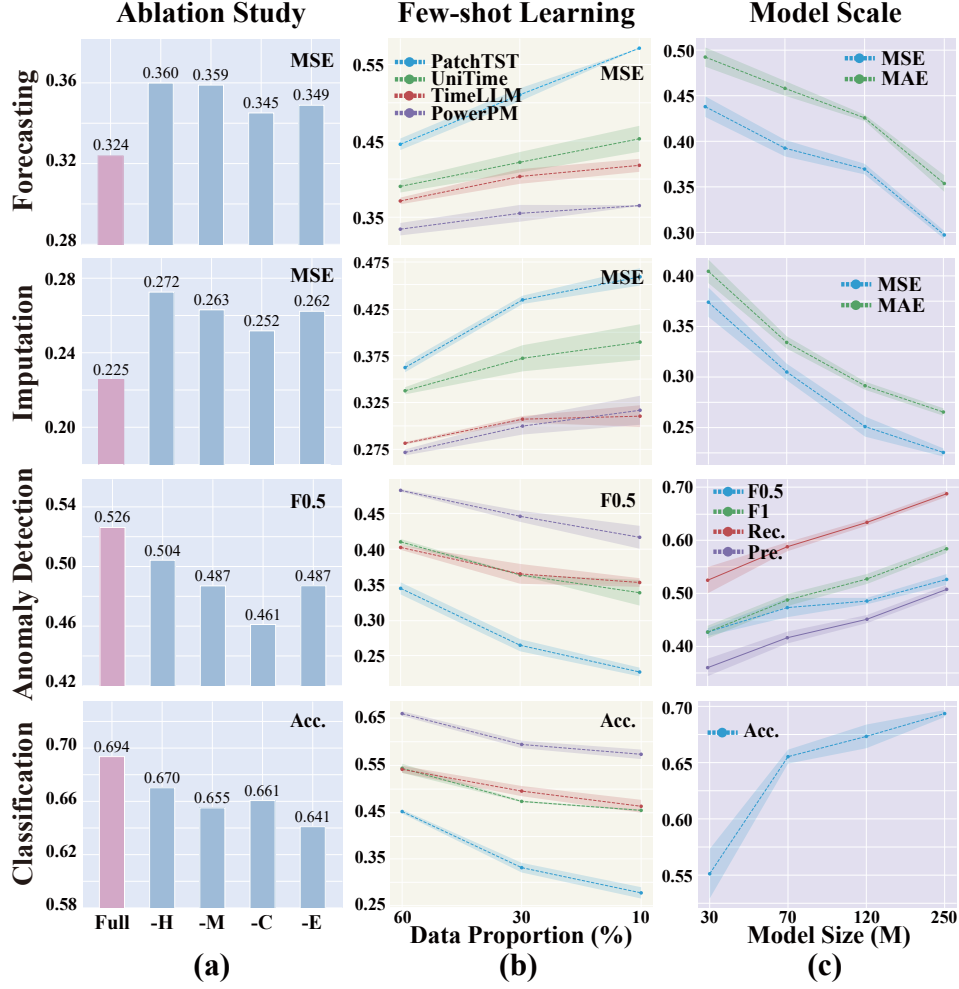 Ablation Study
Few-shot Learning
Model Scale
Forecasting
MSE
0.36
0.32
0.28
0.324
0.360
0.359
0.345
0.349
PatchTST
UniTime
TimeLLM
PowerPM
MSE
0.55
0.45
0.35
MSE
MAE
0.50
0.45
0.40
0.35
0.30
Imputation
MSE
0.28
0.24
0.20
0.225
0.272
0.263
0.252
0.262
MSE
0.475
0.375
0.325
0.275
MSE
MAE
0.40
0.35
0.30
0.25
Anomaly Detection
F0.5
0.54
0.50
0.46
0.42
0.526
0.504
0.487
0.461
0.487
F0.5
0.45
0.40
0.35
0.30
0.25
F0.5
F1
Rec.
Pre.
0.70
0.60
0.50
0.40
Classification
Acc.
0.70
0.66
0.62
0.58
0.694
0.670
0.655
0.661
0.641
Full
-H
-M
-C
-E
Acc.
0.65
0.55
0.45
0.35
0.25
60
30
10
Data Proportion (%)
Acc.
0.70
0.65
0.60
0.55
30
70
120
250
Model Size (M)
(a)
(b)
(c)